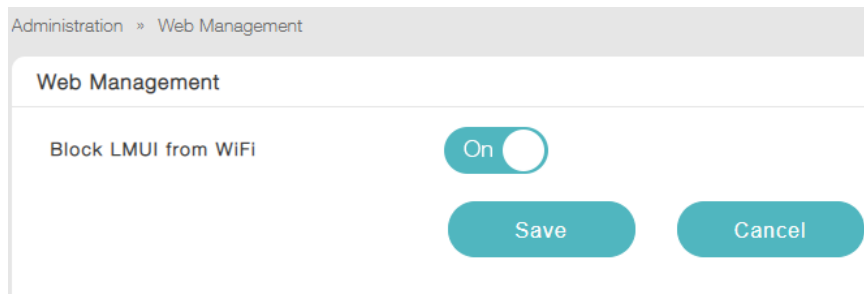 Administration » Web Management
Web Management
Block LMUI from WiFi On
Save Cancel